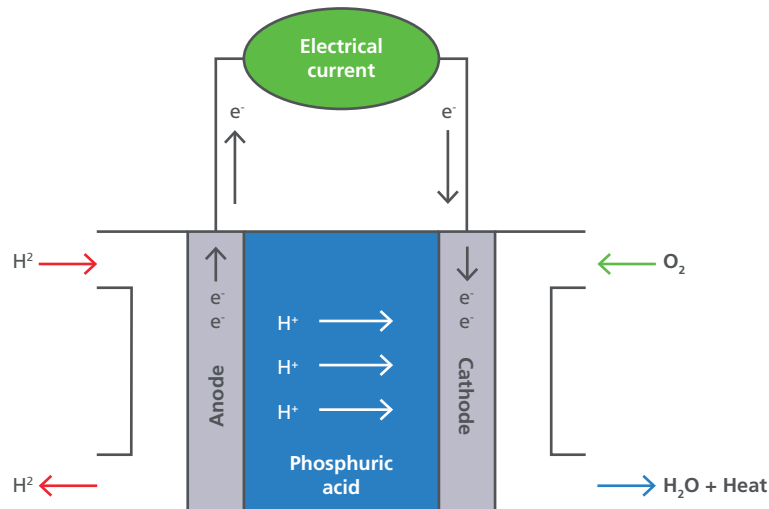 Electrical
current
e⁻
e⁻
H²
O₂
e⁻
e⁻
e⁻
e⁻
H⁺
H⁺
H⁺
Anode
Cathode
Phosphuric
acid
H²
H₂O + Heat